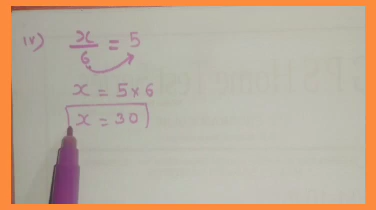 iv) x/6 = 5
x = 5 × 6
x = 30